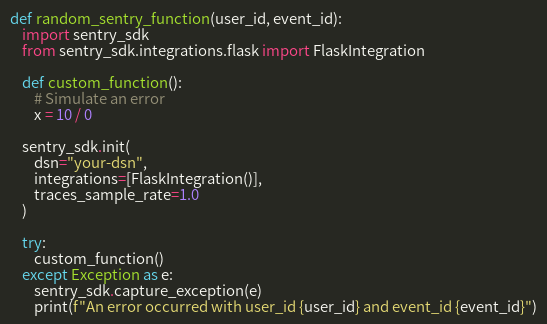 def random_sentry_function(user_id, event_id):
    import sentry_sdk
    from sentry_sdk.integrations.flask import FlaskIntegration

    def custom_function():
        # Simulate an error
        x = 10 / 0

    sentry_sdk.init(
        dsn="your-dsn",
        integrations=[FlaskIntegration()],
        traces_sample_rate=1.0
    )

    try:
        custom_function()
    except Exception as e:
        sentry_sdk.capture_exception(e)
        print(f"An error occurred with user_id {user_id} and event_id {event_id}")